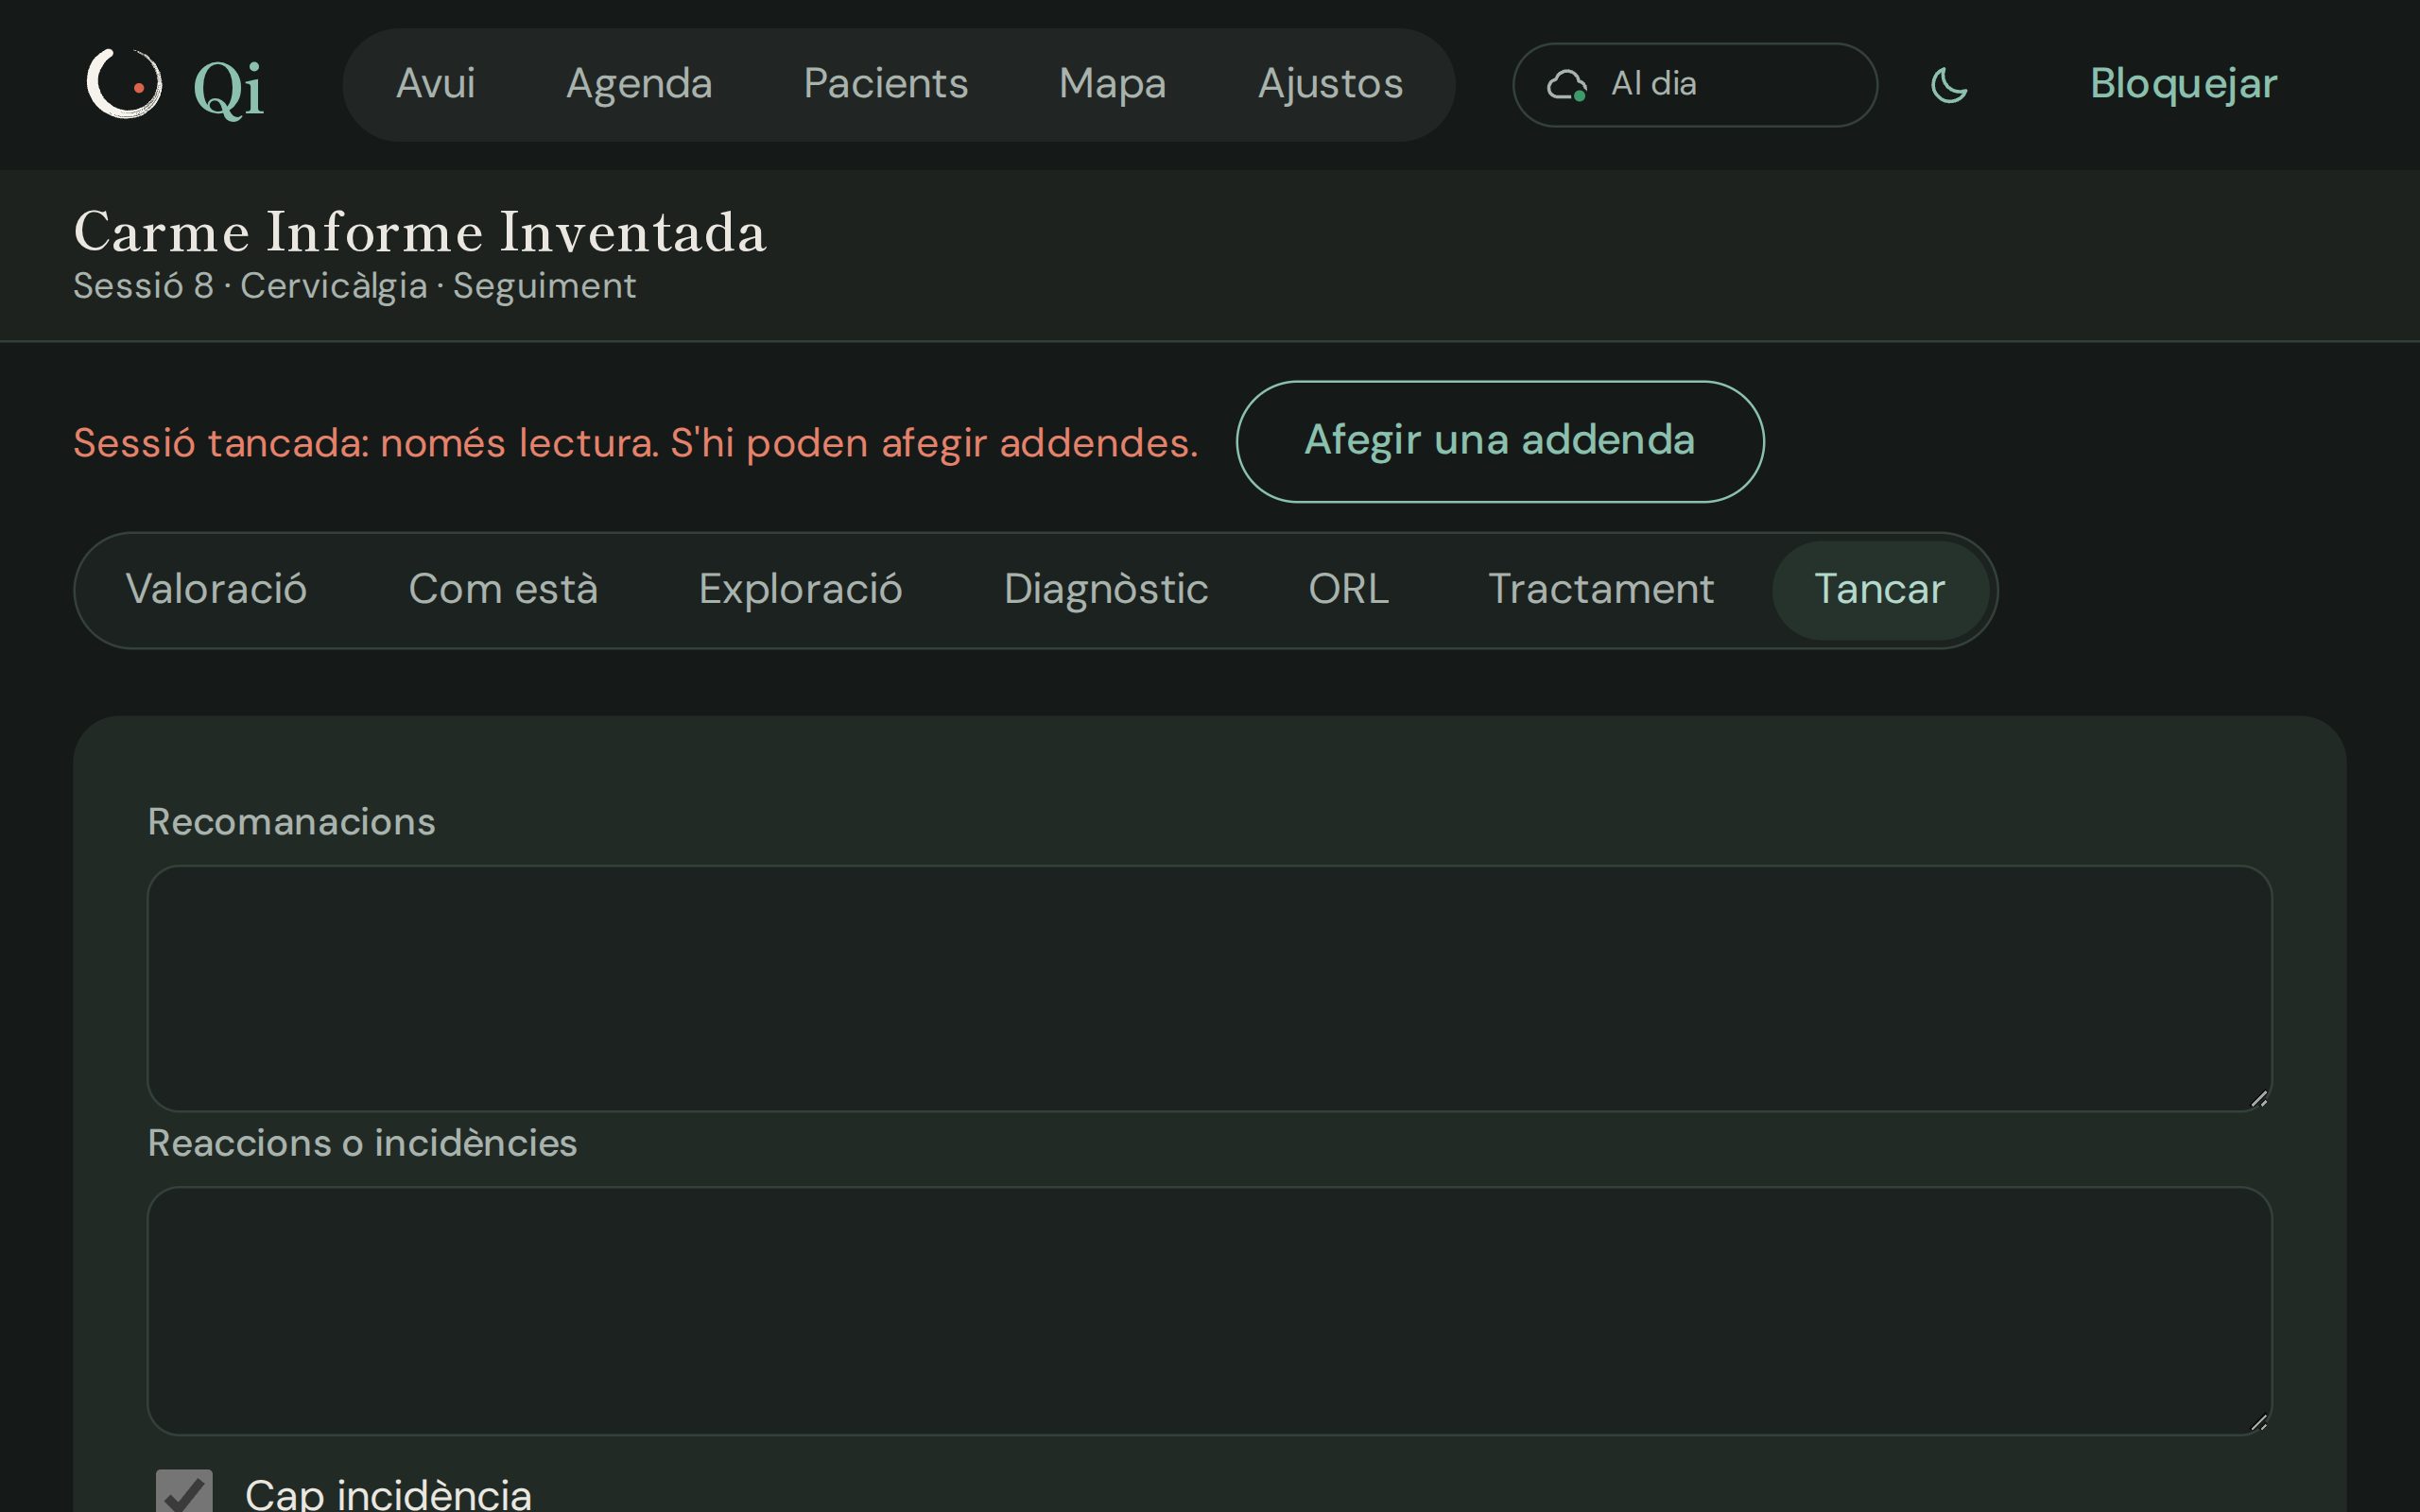 Qi Avui Agenda Pacients Mapa Ajustos Al dia Bloquejar
Carme Informe Inventada
Sessió 8 · Cervicàlgia · Seguiment
Sessió tancada: només lectura. S'hi poden afegir addendes. Afegir una addenda
Valoració Com està Exploració Diagnòstic ORL Tractament Tancar
Recomanacions
Reaccions o incidències
Cap incidència